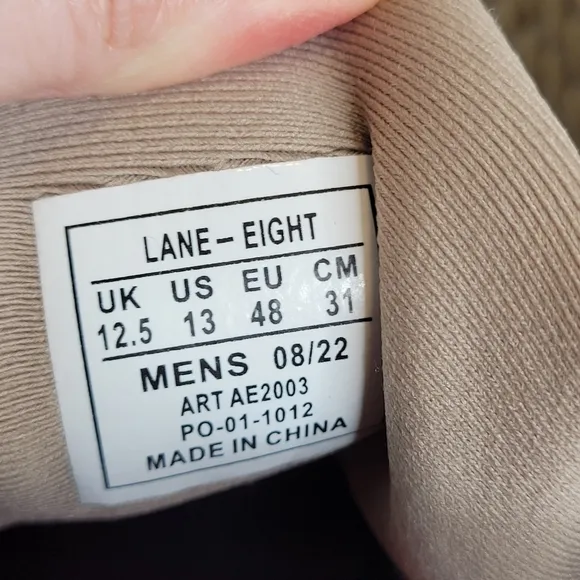 LANE-EIGHT
UK US EU CM
12.5 13 48 31
MENS 08/22
ART AE2003
PO-01-1012
MADE IN CHINA